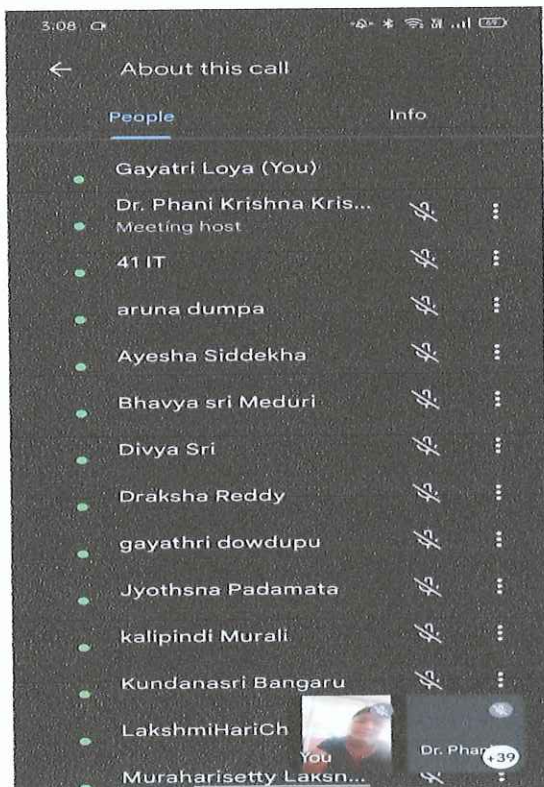 3:08
69
About this call
People Info
Gayatri Loya (You)
Dr. Phani Krishna Kris...
Meeting host
41 IT
aruna dumpa
Ayesha Siddekha
Bhavya sri Meduri
Divya Sri
Draksha Reddy
gayathri dowdupu
Jyothsna Padamata
kalipindi Murali
Kundanasri Bangaru
LakshmiHariCh
You
Dr. Phan
+39
Muraharisetty Laksn...